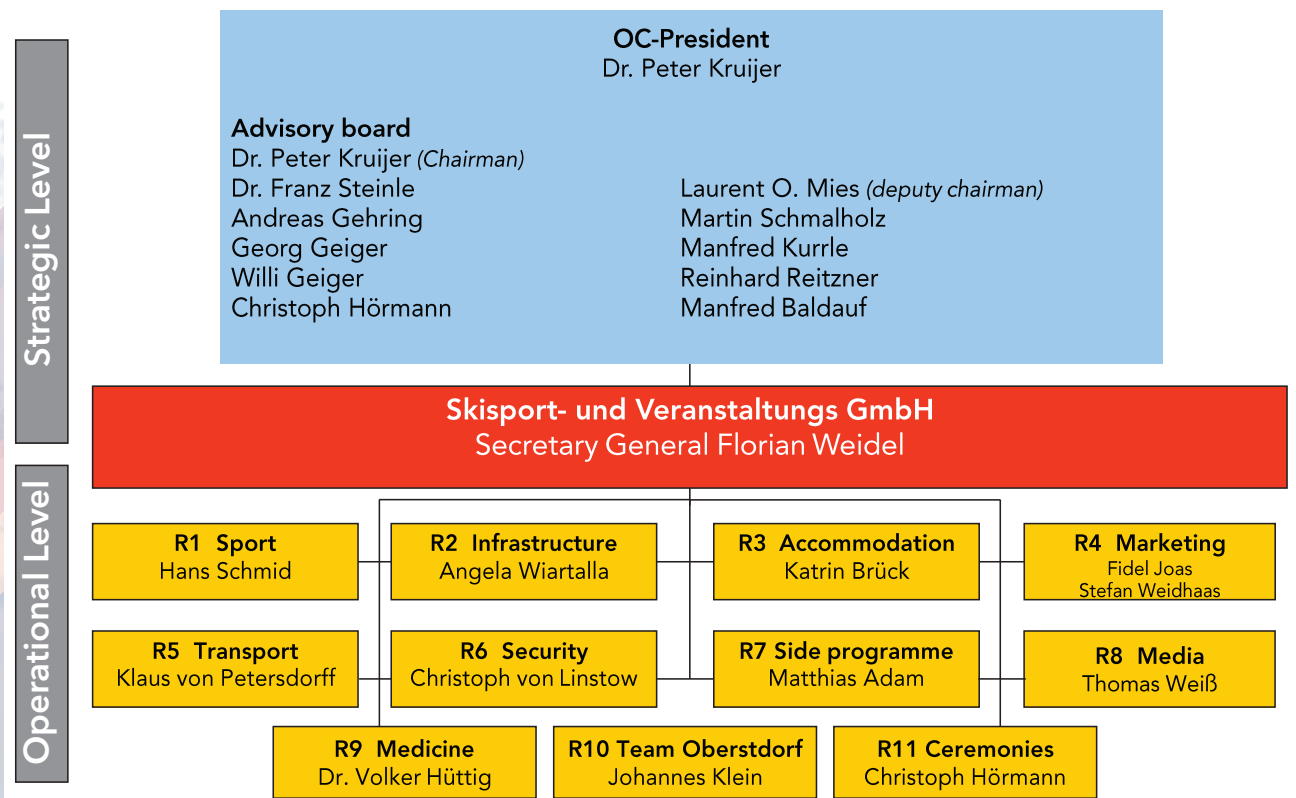 Strategic Level
OC-President
Dr. Peter Kruijer
Advisory board
Dr. Peter Kruijer (Chairman)
Dr. Franz Steinle
Andreas Gehring
Georg Geiger
Willi Geiger
Christoph Hörmann
Laurent O. Mies (deputy chairman)
Martin Schmalholz
Manfred Kurrle
Reinhard Reitzner
Manfred Baldauf
Skisport- und Veranstaltungs GmbH
Secretary General Florian Weidel
Operational Level
R1 Sport
Hans Schmid
R2 Infrastructure
Angela Wiartalla
R3 Accommodation
Katrin Brück
R4 Marketing
Fidel Joas
Stefan Weidhaas
R5 Transport
Klaus von Petersdorff
R6 Security
Christoph von Linstow
R7 Side programme
Matthias Adam
R8 Media
Thomas Weiß
R9 Medicine
Dr. Volker Hüttig
R10 Team Oberstdorf
Johannes Klein
R11 Ceremonies
Christoph Hörmann